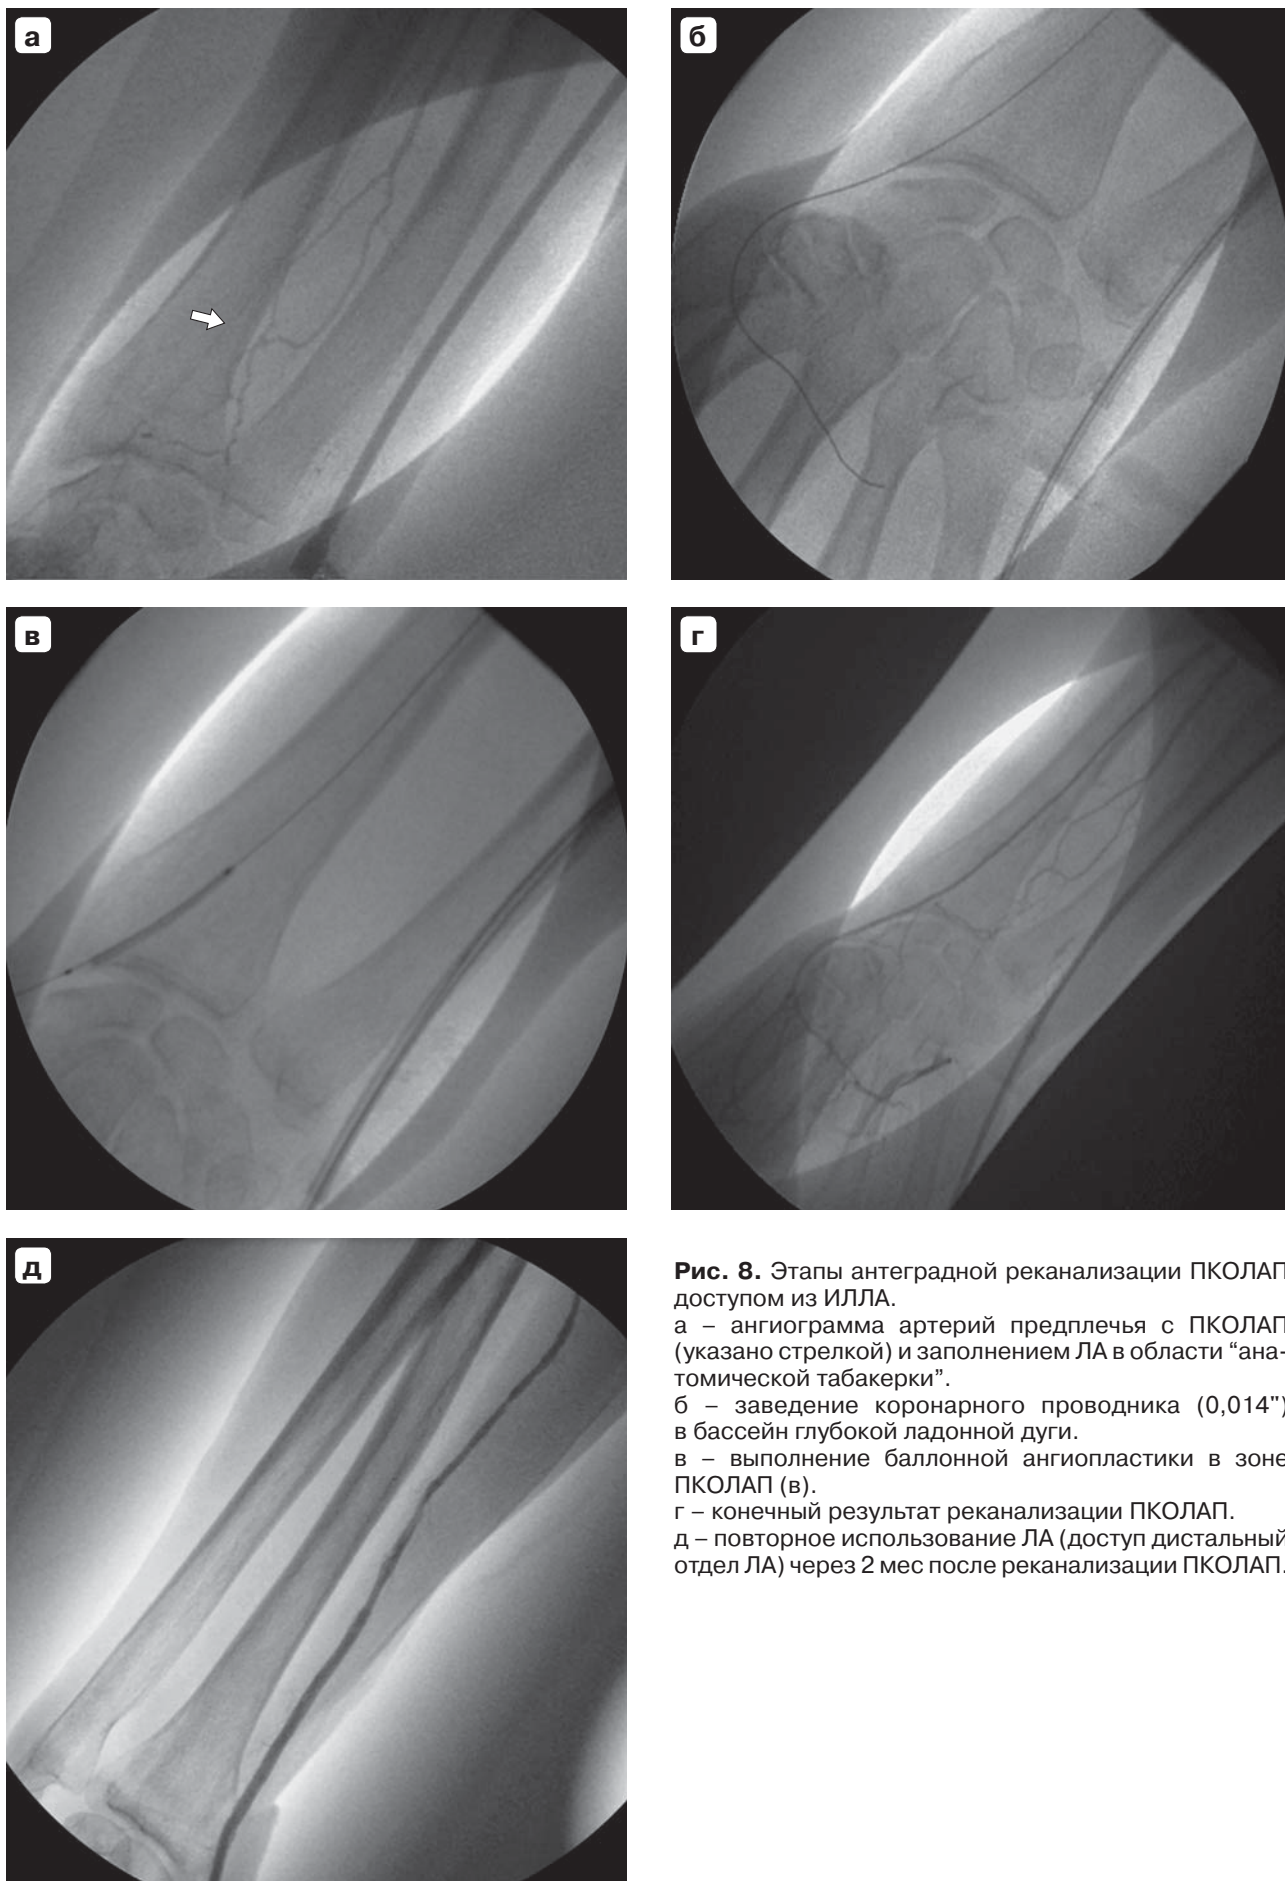 а
б
в
г
д
Рис. 8. Этапы антеградной реканализации ПКОЛАП
доступом из ИЛЛА.
а – ангиограмма артерий предплечья с ПКОЛАП
(указано стрелкой) и заполнением ЛА в области “ана-
томической табакерки”.
б – заведение коронарного проводника (0,014")
в бассейн глубокой ладонной дуги.
в – выполнение баллонной ангиопластики в зоне
ПКОЛАП (в).
г – конечный результат реканализации ПКОЛАП.
д – повторное использование ЛА (доступ дистальный
отдел ЛА) через 2 мес после реканализации ПКОЛАП.